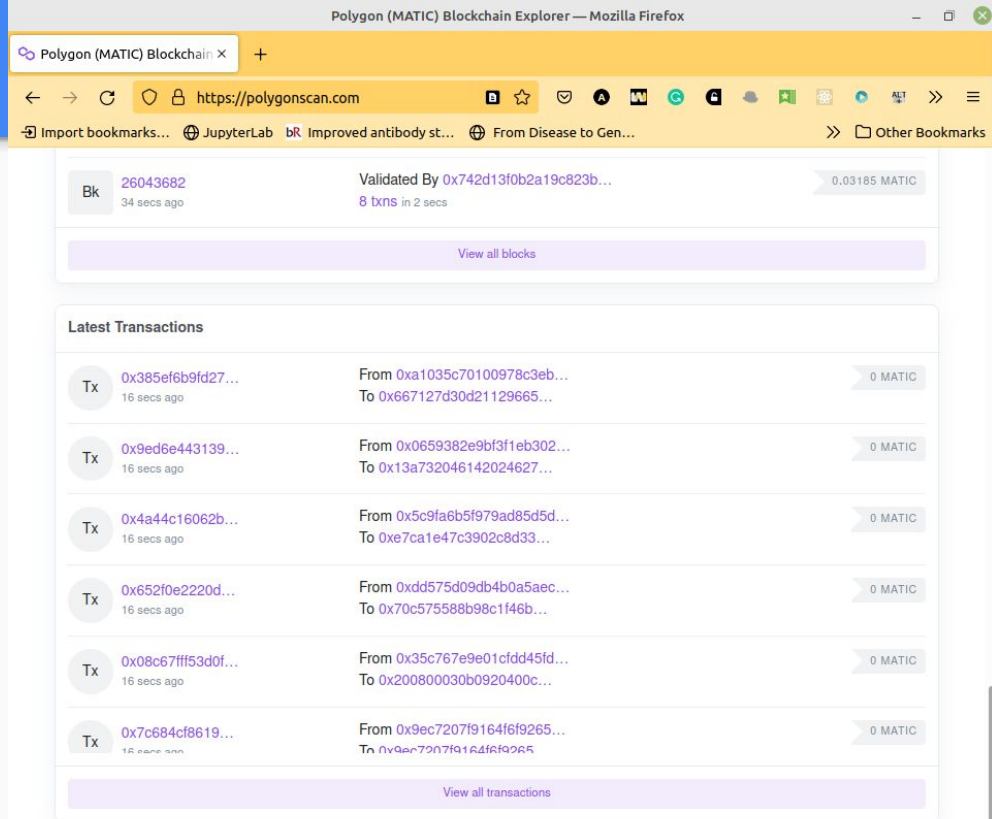 Polygon (MATIC) Blockchain Explorer — Mozilla Firefox
Polygon (MATIC) Blockchain
https://polygonscan.com
Import bookmarks... JupyterLab bR Improved antibody st... From Disease to Gen... Other Bookmarks
Bk
26043682
34 secs ago
Validated By 0x742d13f0b2a19c823b...
8 txns in 2 secs
0.03185 MATIC
View all blocks
Latest Transactions
Tx
0x385ef6b9fd27...
16 secs ago
From 0xa1035c70100978c3eb...
To 0x667127d30d21129665...
0 MATIC
Tx
0x9ed6e443139...
16 secs ago
From 0x0659382e9bf3f1eb302...
To 0x13a732046142024627...
0 MATIC
Tx
0x4a44c16062b...
16 secs ago
From 0x5c9fa6b5f979ad85d5d...
To 0xe7ca1e47c3902c8d33...
0 MATIC
Tx
0x652f0e2220d...
16 secs ago
From 0xdd575d09db4b0a5aec...
To 0x70c575588b98c1f46b...
0 MATIC
Tx
0x08c67fff53d0f...
16 secs ago
From 0x35c767e9e01cfdd45fd...
To 0x200800030b0920400c...
0 MATIC
Tx
0x7c684cf8619...
16 secs ago
From 0x9ec7207f9164f6f9265...
To 0x9ec7207f9164f6f9265
0 MATIC
View all transactions